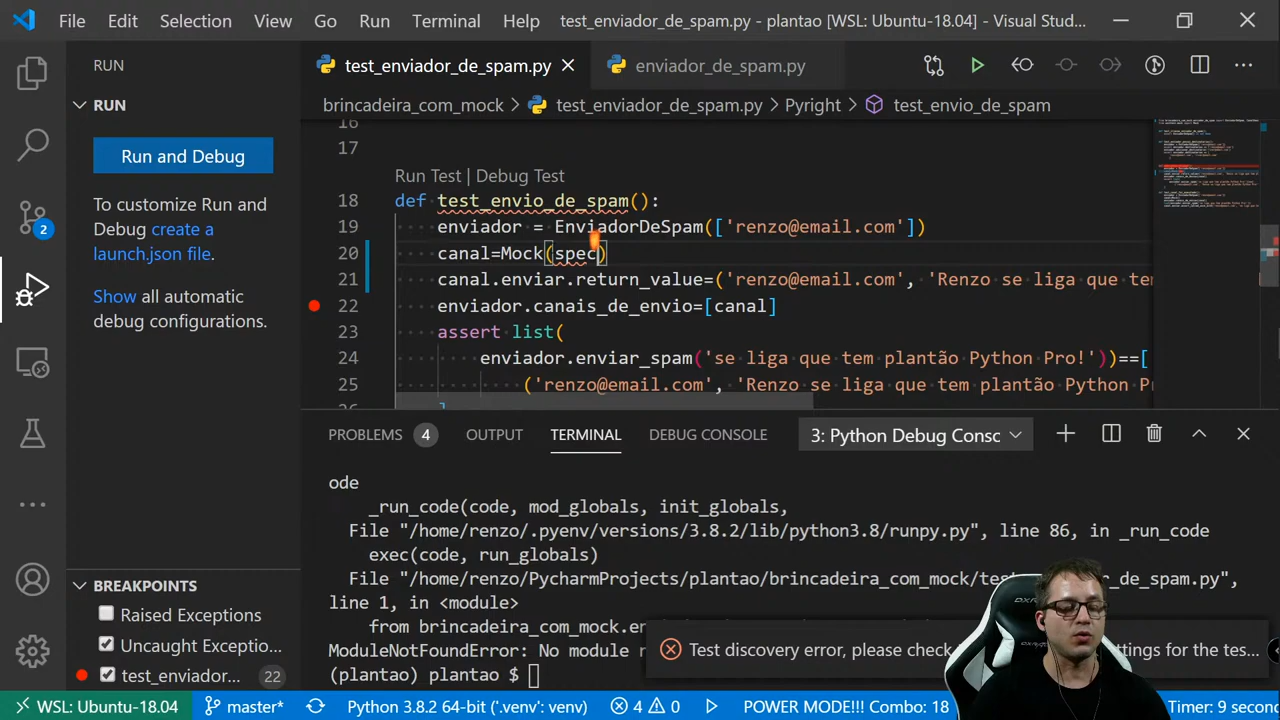 File Edit Selection View Go Run Terminal Help test_enviador_de_spam.py - plantao [WSL: Ubuntu-18.04] - Visual Stud...
RUN
test_enviador_de_spam.py
enviador_de_spam.py
RUN
brincadeira_com_mock > test_enviador_de_spam.py > Pyright > test_envio_de_spam
Run and Debug
To customize Run and
Debug create a
launch.json file.
Show all automatic
debug configurations.
16
17
Run Test | Debug Test
18 def test_envio_de_spam():
19 enviador = EnviadorDeSpam(['renzo@email.com'])
20 canal=Mock(spec)
21 canal.enviar.return_value=('renzo@email.com', 'Renzo se liga que ten
22 enviador.canais_de_envio=[canal]
23 assert list(
24 enviador.enviar_spam('se liga que tem plantão Python Pro!'))==[
25 ('renzo@email.com', 'Renzo se liga que tem plantão Python Pr
26 ]
PROBLEMS 4 OUTPUT TERMINAL DEBUG CONSOLE 3: Python Debug Consc
ode
_run_code(code, mod_globals, init_globals,
File "/home/renzo/.pyenv/versions/3.8.2/lib/python3.8/runpy.py", line 86, in _run_code
exec(code, run_globals)
File "/home/renzo/PycharmProjects/plantao/brincadeira_com_mock/test_ r_de_spam.py",
line 1, in <module>
from brincadeira_com_mock.en
ModuleNotFoundError: No module n
(plantao) plantao $
BREAKPOINTS
Raised Exceptions
Uncaught Exceptio...
test_enviador... 22
2
Test discovery error, please check ttings for the tes...
WSL: Ubuntu-18.04 master* Python 3.8.2 64-bit ('.venv': venv) 4 0 POWER MODE!!! Combo: 18 Timer: 9 second